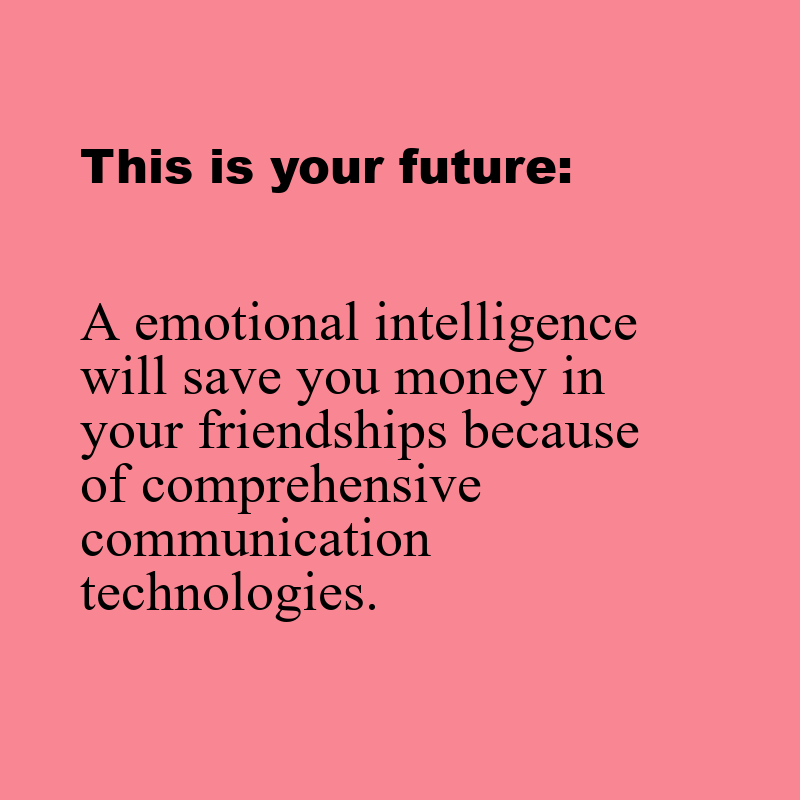 This is your future:
A emotional intelligence
will save you money in
your friendships because
of comprehensive
communication
technologies.